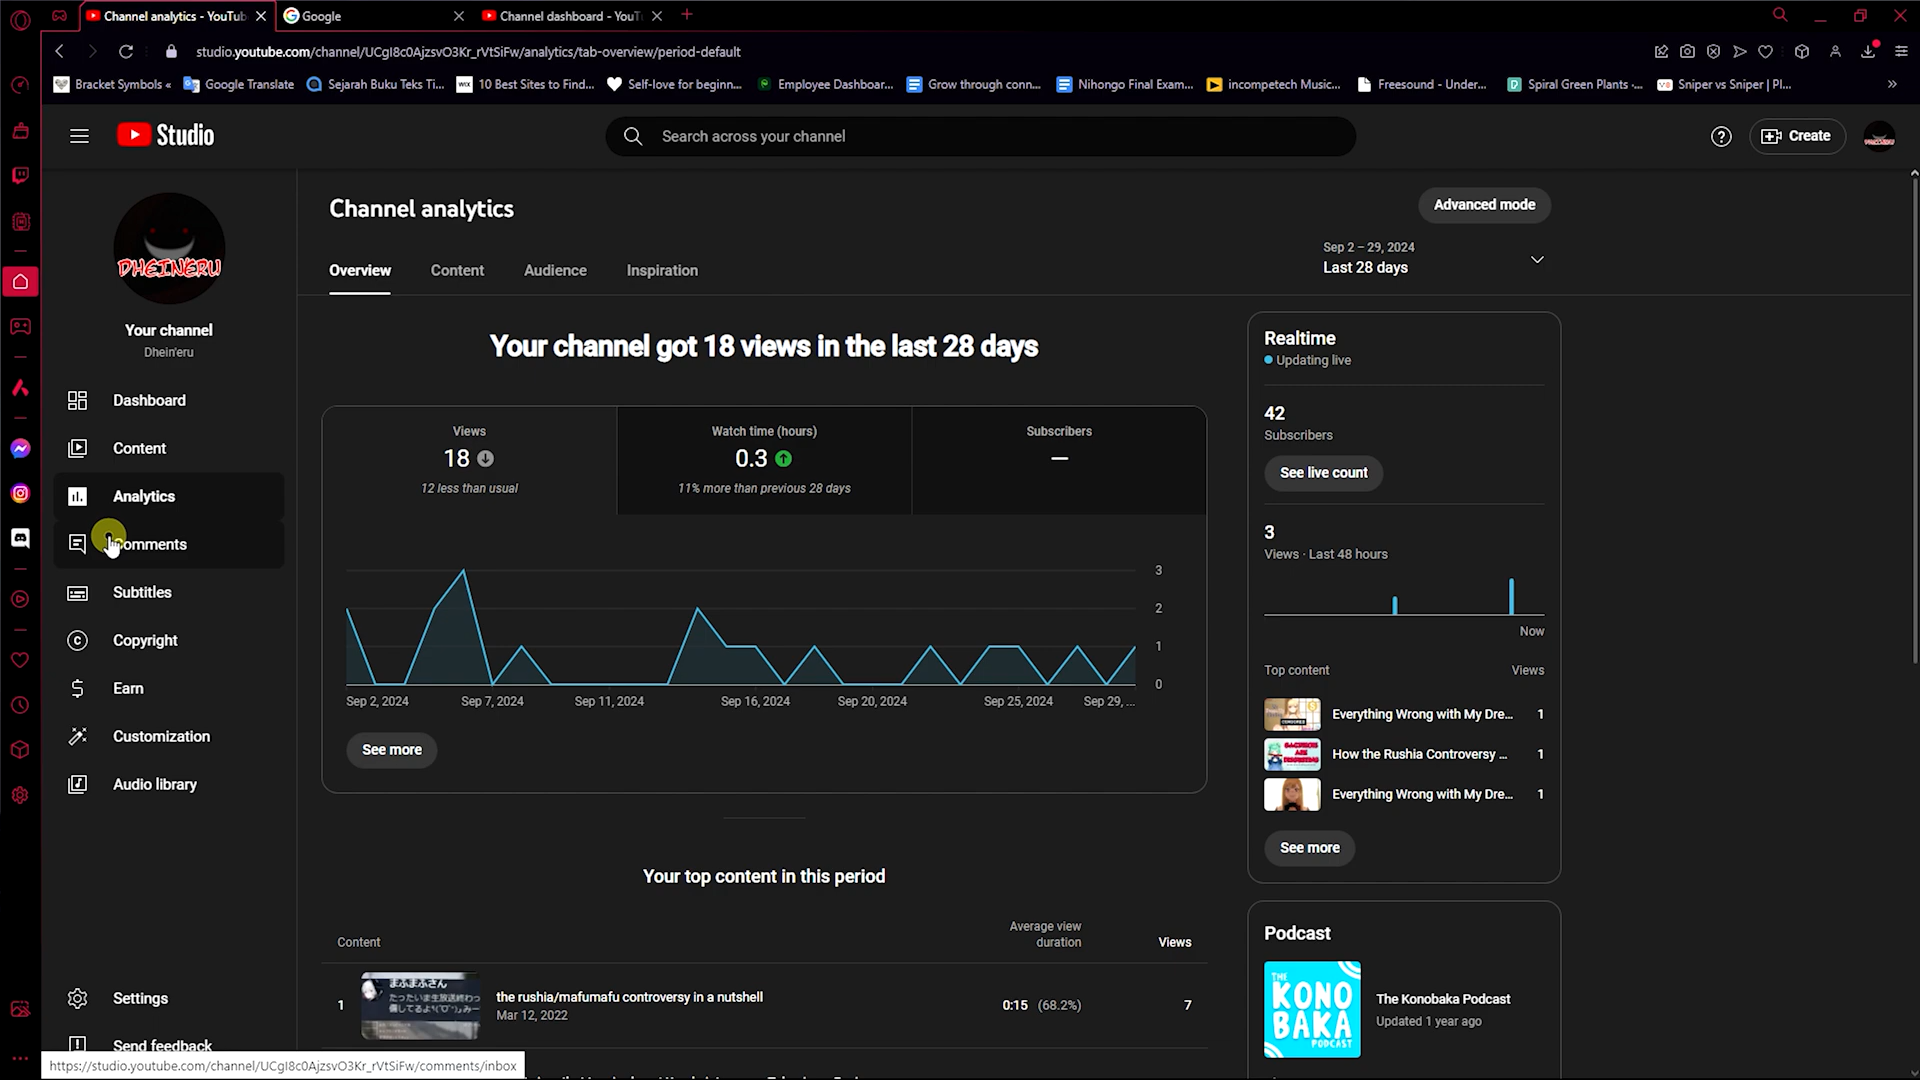 Channel analytics - YouTub
Google
Channel dashboard - YouT
studio.youtube.com/channel/UCgI8c0AjzsvO3Kr_rVtSiFw/analytics/tab-overview/period-default
Bracket Symbols «
Google Translate
Sejarah Buku Teks Ti...
WIX
10 Best Sites to Find...
Self-love for beginn...
Employee Dashboar...
Grow through conn...
Nihongo Final Exam...
incompetech Music...
Freesound - Under...
Spiral Green Plants -...
Sniper vs Sniper | Pl...
»
Studio
Search across your channel
Create
DHEINERU
Your channel
Dhein'eru
Dashboard
Content
Analytics
Comments
Subtitles
Copyright
Earn
Customization
Audio library
Settings
Send feedback
https://studio.youtube.com/channel/UCgI8c0AjzsvO3Kr_rVtSiFw/comments/inbox
Channel analytics
Advanced mode
Overview
Content
Audience
Inspiration
Sep 2 – 29, 2024
Last 28 days
Your channel got 18 views in the last 28 days
Views
18
12 less than usual
Watch time (hours)
0.3
11% more than previous 28 days
Subscribers
—
3
2
1
0
Sep 2, 2024
Sep 7, 2024
Sep 11, 2024
Sep 16, 2024
Sep 20, 2024
Sep 25, 2024
Sep 29, ...
See more
Your top content in this period
Content
Average view
duration
Views
1
まふまふさん
the rushia/mafumafu controversy in a nutshell
Mar 12, 2022
0:15 (68.2%)
7
Realtime
Updating live
42
Subscribers
See live count
3
Views · Last 48 hours
Now
Top content
Views
CENSORED
Everything Wrong with My Dre...
1
How the Rushia Controversy ...
1
Everything Wrong with My Dre...
1
See more
Podcast
THE
KONO
BAKA
PODCAST
The Konobaka Podcast
Updated 1 year ago